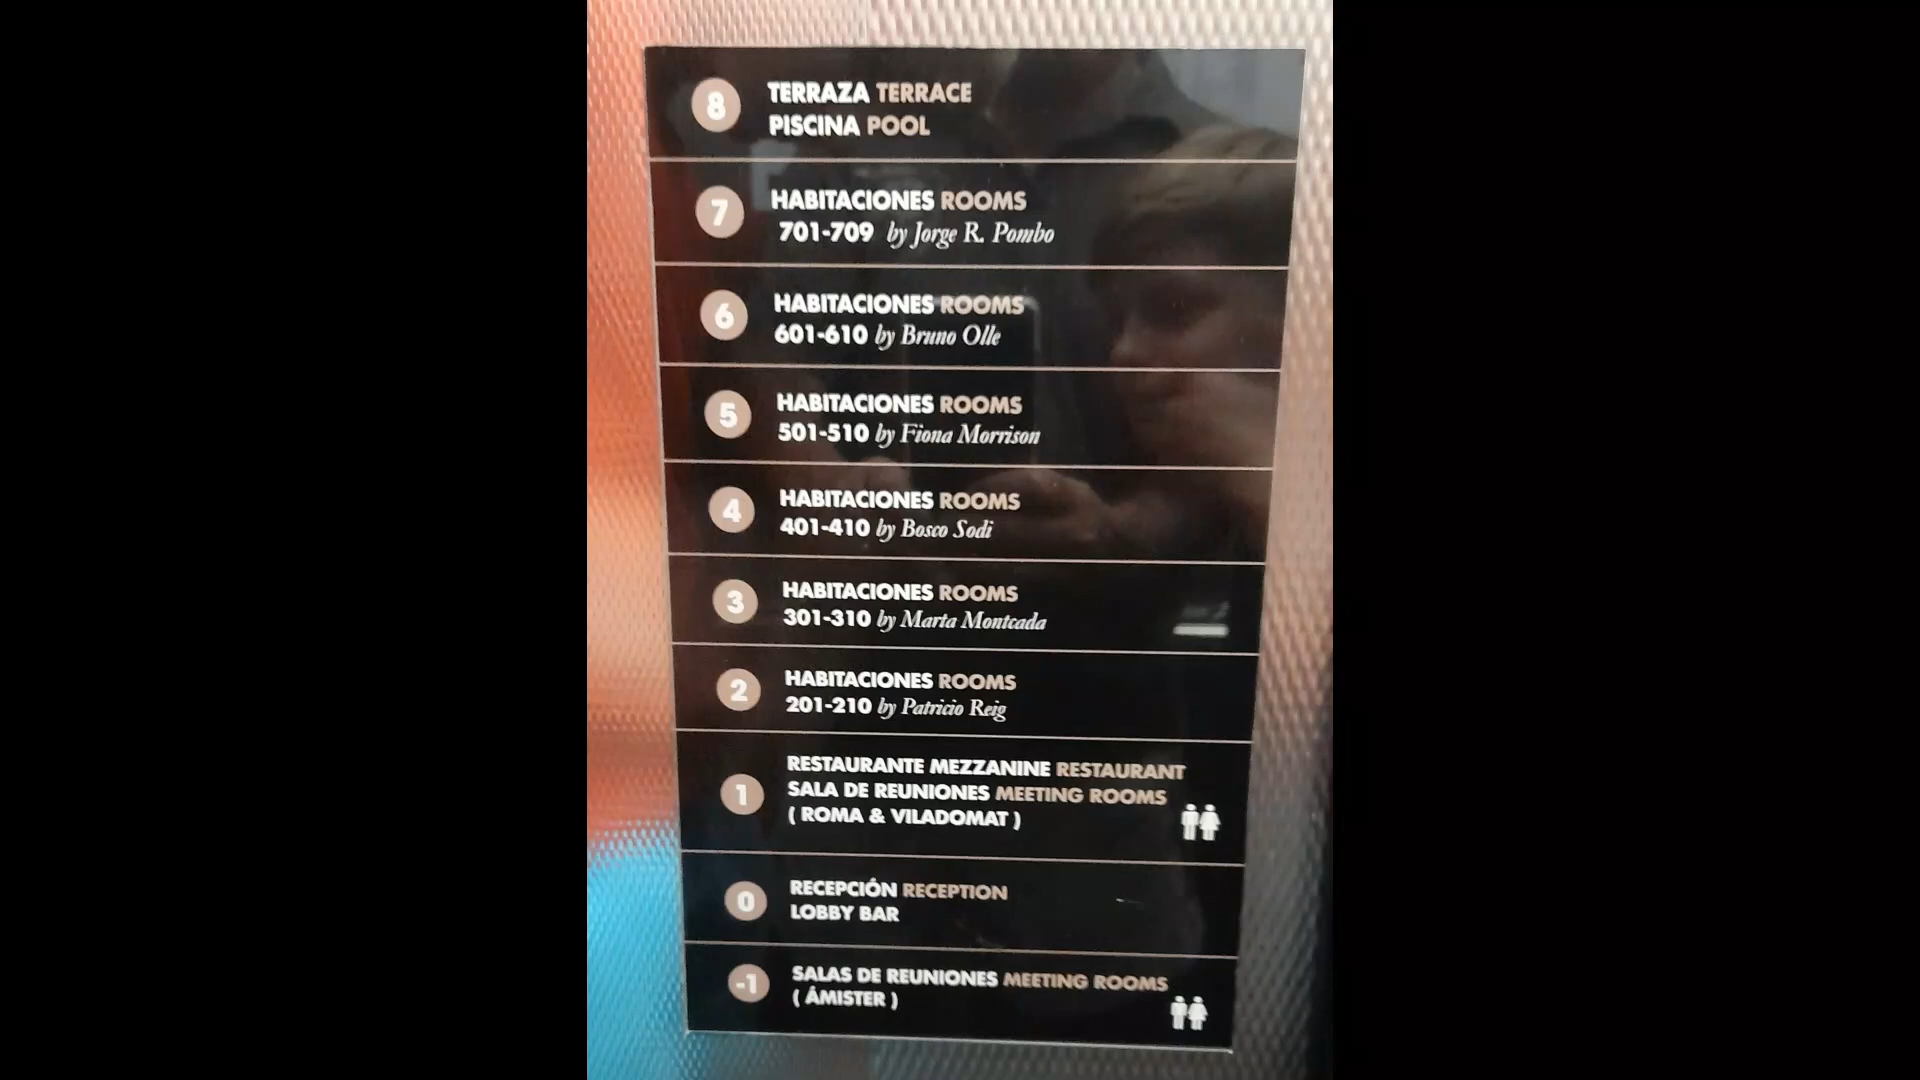 8
TERRAZA TERRACE
PISCINA POOL
7
HABITACIONES ROOMS
701-709 by Jorge R. Pombo
6
HABITACIONES ROOMS
601-610 by Bruno Olle
5
HABITACIONES ROOMS
501-510 by Fiona Morrison
4
HABITACIONES ROOMS
401-410 by Bosco Sodi
3
HABITACIONES ROOMS
301-310 by Marta Montcada
2
HABITACIONES ROOMS
201-210 by Patricio Reig
1
RESTAURANTE MEZZANINE RESTAURANT
SALA DE REUNIONES MEETING ROOMS
( ROMA & VILADOMAT )
0
RECEPCIÓN RECEPTION
LOBBY BAR
-1
SALAS DE REUNIONES MEETING ROOMS
( ÁMISTER )